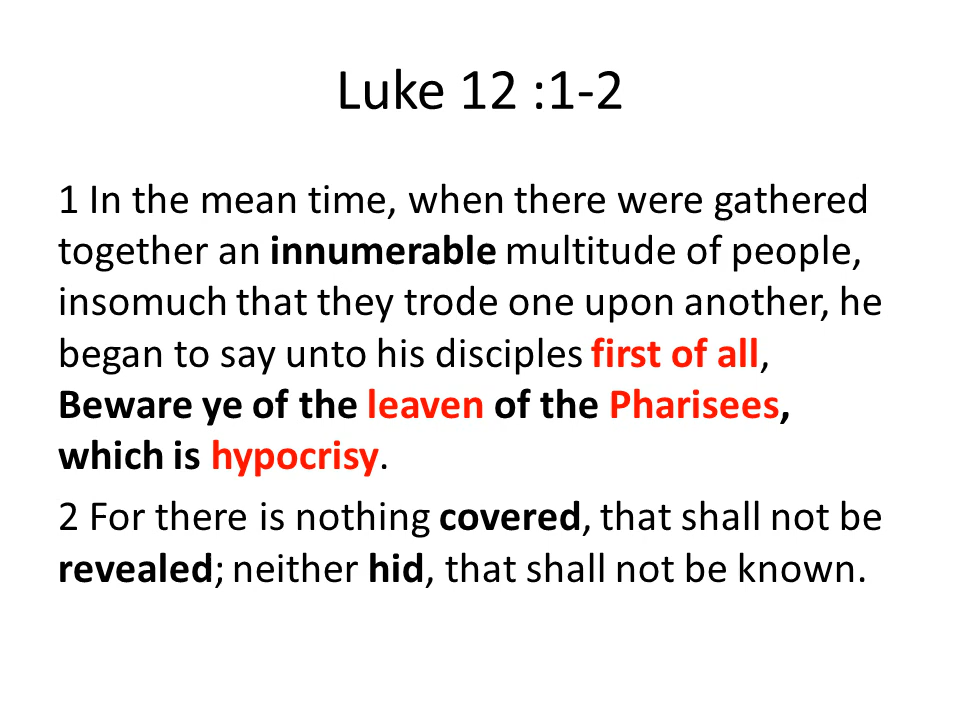 Luke 12 :1-2
1 In the mean time, when there were gathered
together an innumerable multitude of people,
insomuch that they trode one upon another, he
began to say unto his disciples first of all,
Beware ye of the leaven of the Pharisees,
which is hypocrisy.
2 For there is nothing covered, that shall not be
revealed; neither hid, that shall not be known.